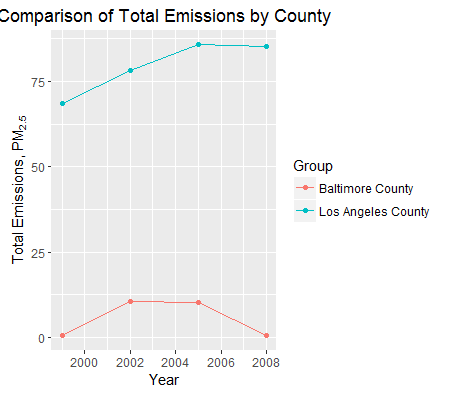 Comparison of Total Emissions by County
Total Emissions, PM2.5
75
50
25
0
2000 2002 2004 2006 2008
Year
Group
Baltimore County
Los Angeles County